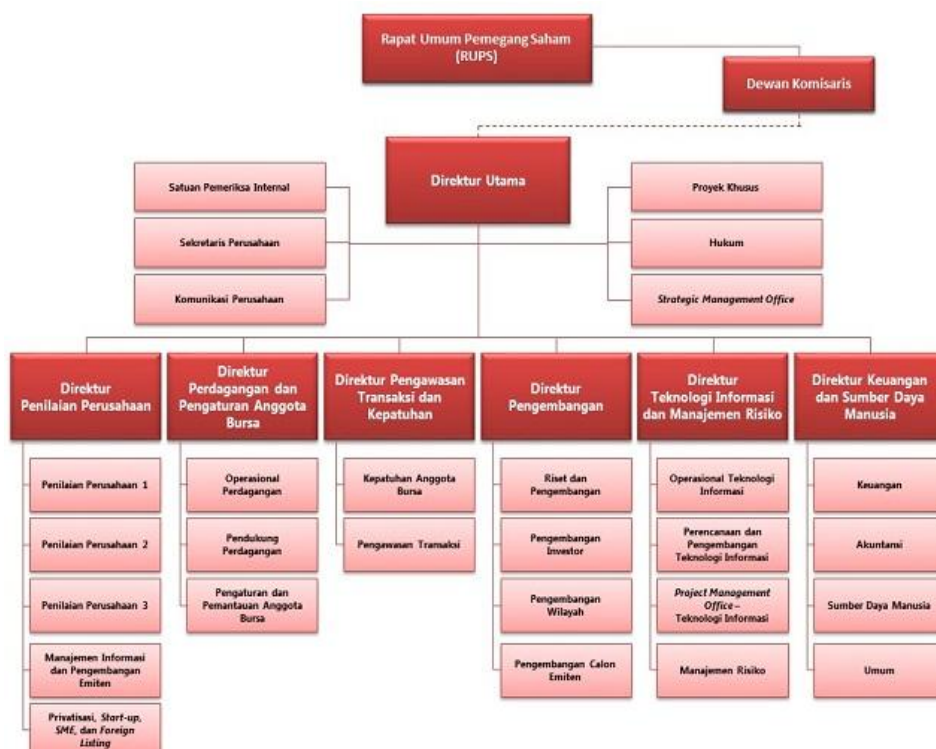 Rapat Umum Pemegang Saham
(RUPS)
Dewan Komisaris
Direktur Utama
Satuan Pemeriksa Internal
Sekretaris Perusahaan
Komunikasi Perusahaan
Proyek Khusus
Hukum
Strategic Management Office
Direktur
Penilaian Perusahaan
Penilaian Perusahaan 1
Penilaian Perusahaan 2
Penilaian Perusahaan 3
Manajemen Informasi
dan Pengembangan
Emiten
Privatisasi, Start-up,
SME, dan Foreign
Listing
Direktur
Perdagangan dan
Pengaturan Anggota
Bursa
Operasional
Perdagangan
Pendukung
Perdagangan
Pengaturan dan
Pemantauan Anggota
Bursa
Direktur Pengawasan
Transaksi dan
Kepatuhan
Kepatuhan Anggota
Bursa
Pengawasan Transaksi
Direktur
Pengembangan
Riset dan
Pengembangan
Pengembangan
Investor
Pengembangan
Wilayah
Pengembangan Calon
Emiten
Direktur
Teknologi Informasi
dan Manajemen Risiko
Operasional Teknologi
Informasi
Perencanaan dan
Pengembangan
Teknologi Informasi
Project Management
Office –
Teknologi Informasi
Manajemen Risiko
Direktur Keuangan
dan Sumber Daya
Manusia
Keuangan
Akuntansi
Sumber Daya Manusia
Umum